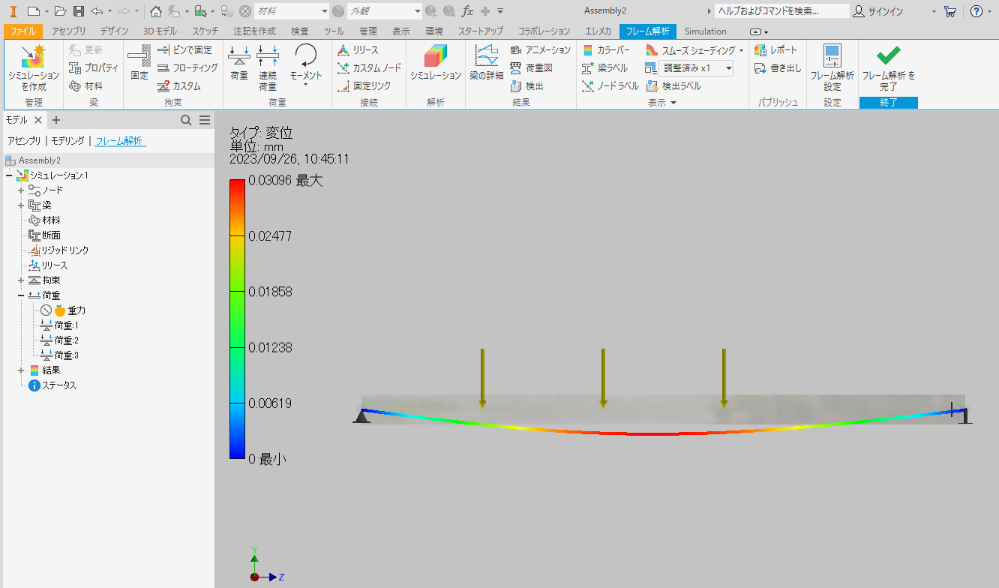 材料
外観
fx
Assembly2
ヘルプおよびコマンドを検索...
サインイン
ファイル アセンブリ デザイン 3D モデル スケッチ 注記を作成 検査 ツール 管理 表示 環境 スタートアップ コラボレーション エレメカ フレーム解析 Simulation
シミュレーション
を作成
管理
更新
プロパティ
材料
梁
固定
ピンで固定
フローティング
カスタム
拘束
荷重
連続
荷重
モーメント
荷重
リリース
カスタム ノード
固定リンク
接続
シミュレーション
解析
梁の詳細
アニメーション
荷重図
検出
結果
カラーバー
梁ラベル
ノード ラベル
スムーズ シェーディング
調整済み x1
検出ラベル
表示
レポート
書き出し
パブリッシュ
フレーム解析
設定
設定
フレーム解析 を
完了
終了
モデル
アセンブリ | モデリング | フレーム解析
Assembly2
シミュレーション:1
ノード
梁
材料
断面
リジッド リンク
リリース
拘束
荷重
重力
荷重:1
荷重:2
荷重:3
結果
ステータス
タイプ: 変位
単位: mm
2023/09/26, 10:45:11
0.03096 最大
0.02477
0.01858
0.01238
0.00619
0 最小
Y
Z